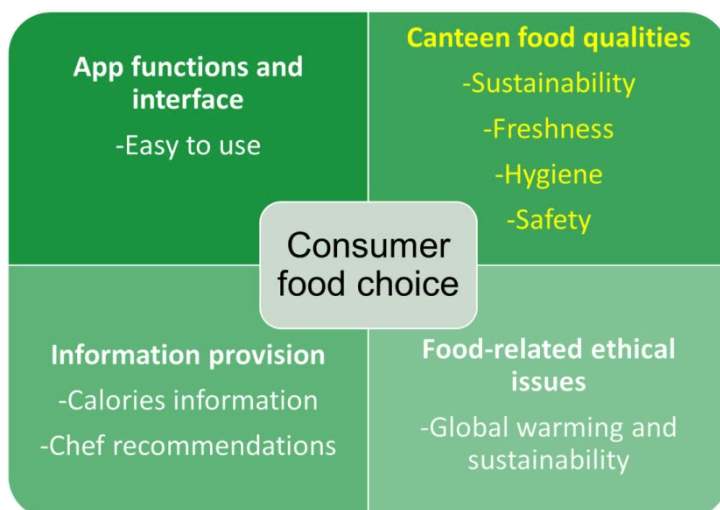 App functions and
interface
-Easy to use
Canteen food qualities
-Sustainability
-Freshness
-Hygiene
-Safety
Consumer
food choice
Information provision
-Calories information
-Chef recommendations
Food-related ethical
issues
-Global warming and
sustainability